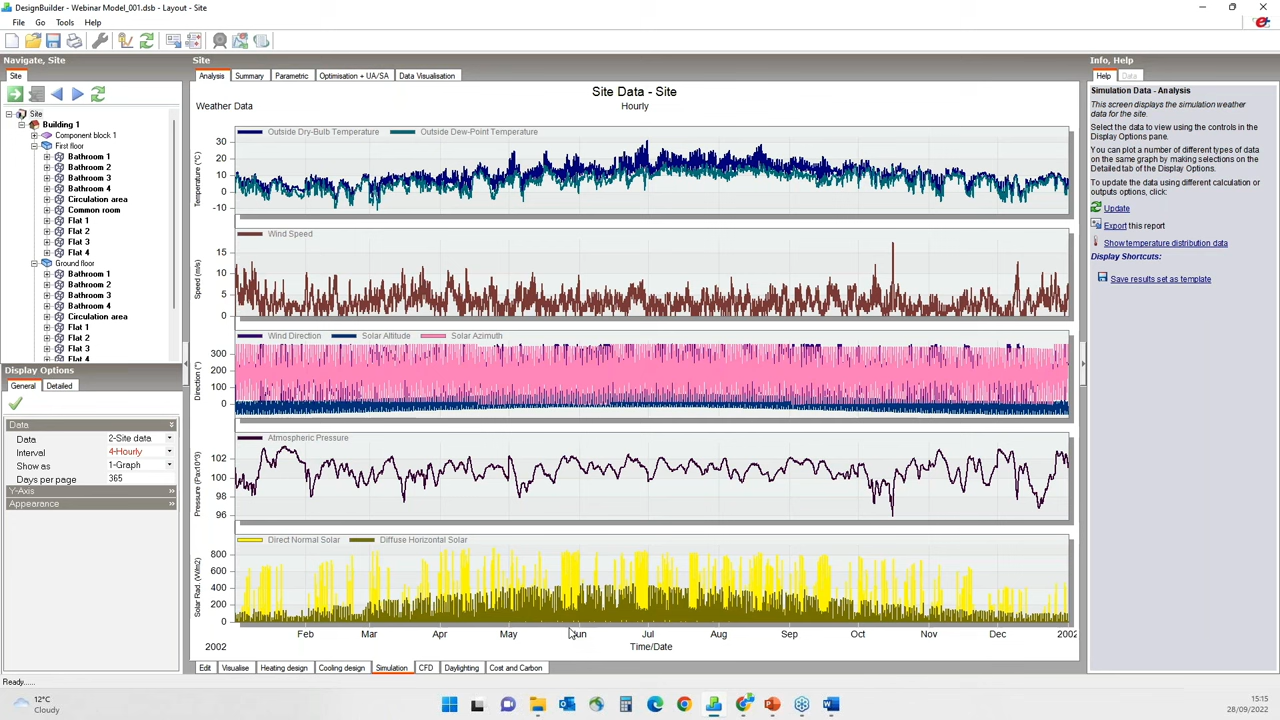 DesignBuilder - Webinar Model_001.dsb - Layout - Site
File Go Tools Help
Navigate, Site
Site
Site
Building 1
Component block 1
First floor
Bathroom 1
Bathroom 2
Bathroom 3
Bathroom 4
Circulation area
Common room
Flat 1
Flat 2
Flat 3
Flat 4
Ground floor
Bathroom 1
Bathroom 2
Bathroom 3
Bathroom 4
Circulation area
Flat 1
Flat 2
Flat 3
Flat 4
Display Options
General Detailed
Data
Data 2-Site data
Interval 4-Hourly
Show as 1-Graph
Days per page 365
Y-Axis
Appearance
Site
Analysis Summary Parametric Optimisation + UA/SA Data Visualisation
Site Data - Site
Weather Data Hourly
Outside Dry-Bulb Temperature Outside Dew-Point Temperature
Temperature (°C)
30
20
10
0
-10
Wind Speed
Speed (m/s)
15
10
5
0
Wind Direction Solar Altitude Solar Azimuth
Direction (°)
300
200
100
0
Atmospheric Pressure
Pressure (Pax10^3)
102
100
98
96
Direct Normal Solar Diffuse Horizontal Solar
Solar Rad. (W/m2)
800
600
400
200
0
Feb Mar Apr May Jun Jul Aug Sep Oct Nov Dec 2002
2002 Time/Date
Edit Visualise Heating design Cooling design Simulation CFD Daylighting Cost and Carbon
Info, Help
Help Data
Simulation Data - Analysis
This screen displays the simulation weather
data for the site.
Select the data to view using the controls in the
Display Options pane.
You can plot a number of different types of data
on the same graph by making selections on the
Detailed tab of the Display Options.
To update the data using different calculation or
outputs options, click:
Update
Export this report
Show temperature distribution data
Display Shortcuts:
Save results set as template
Ready.....
12°C
Cloudy
15:15
28/09/2022